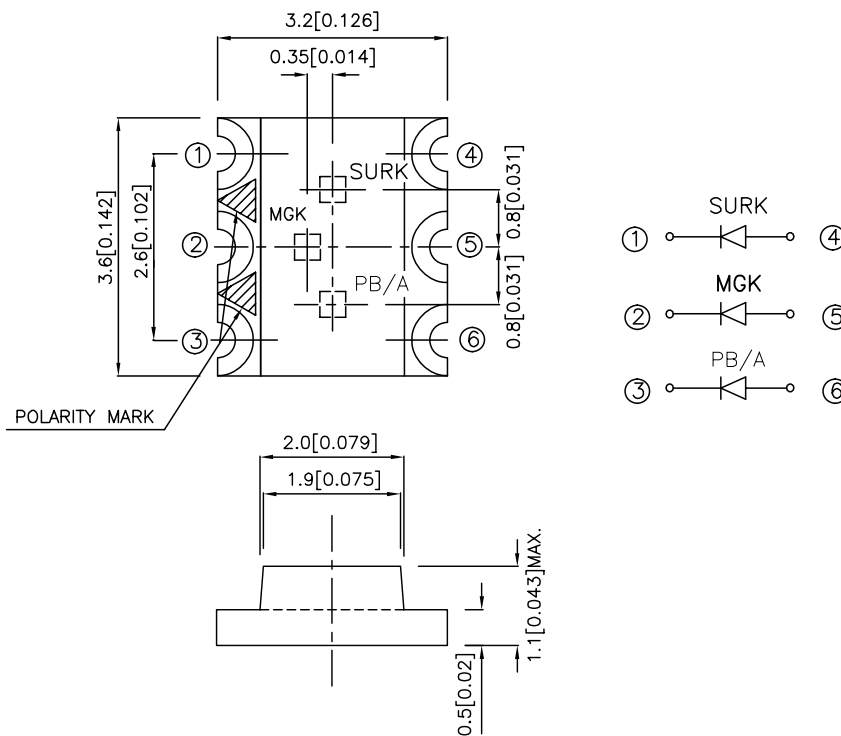 3.2[0.126]
0.35[0.014]
3.6[0.142]
2.6[0.102]
①
②
③
④
⑤
⑥
SURK
MGK
PB/A
0.8[0.031]
0.8[0.031]
POLARITY MARK
SURK
① ④
MGK
② ⑤
PB/A
③ ⑥
2.0[0.079]
1.9[0.075]
1.1[0.043]MAX.
0.5[0.02]